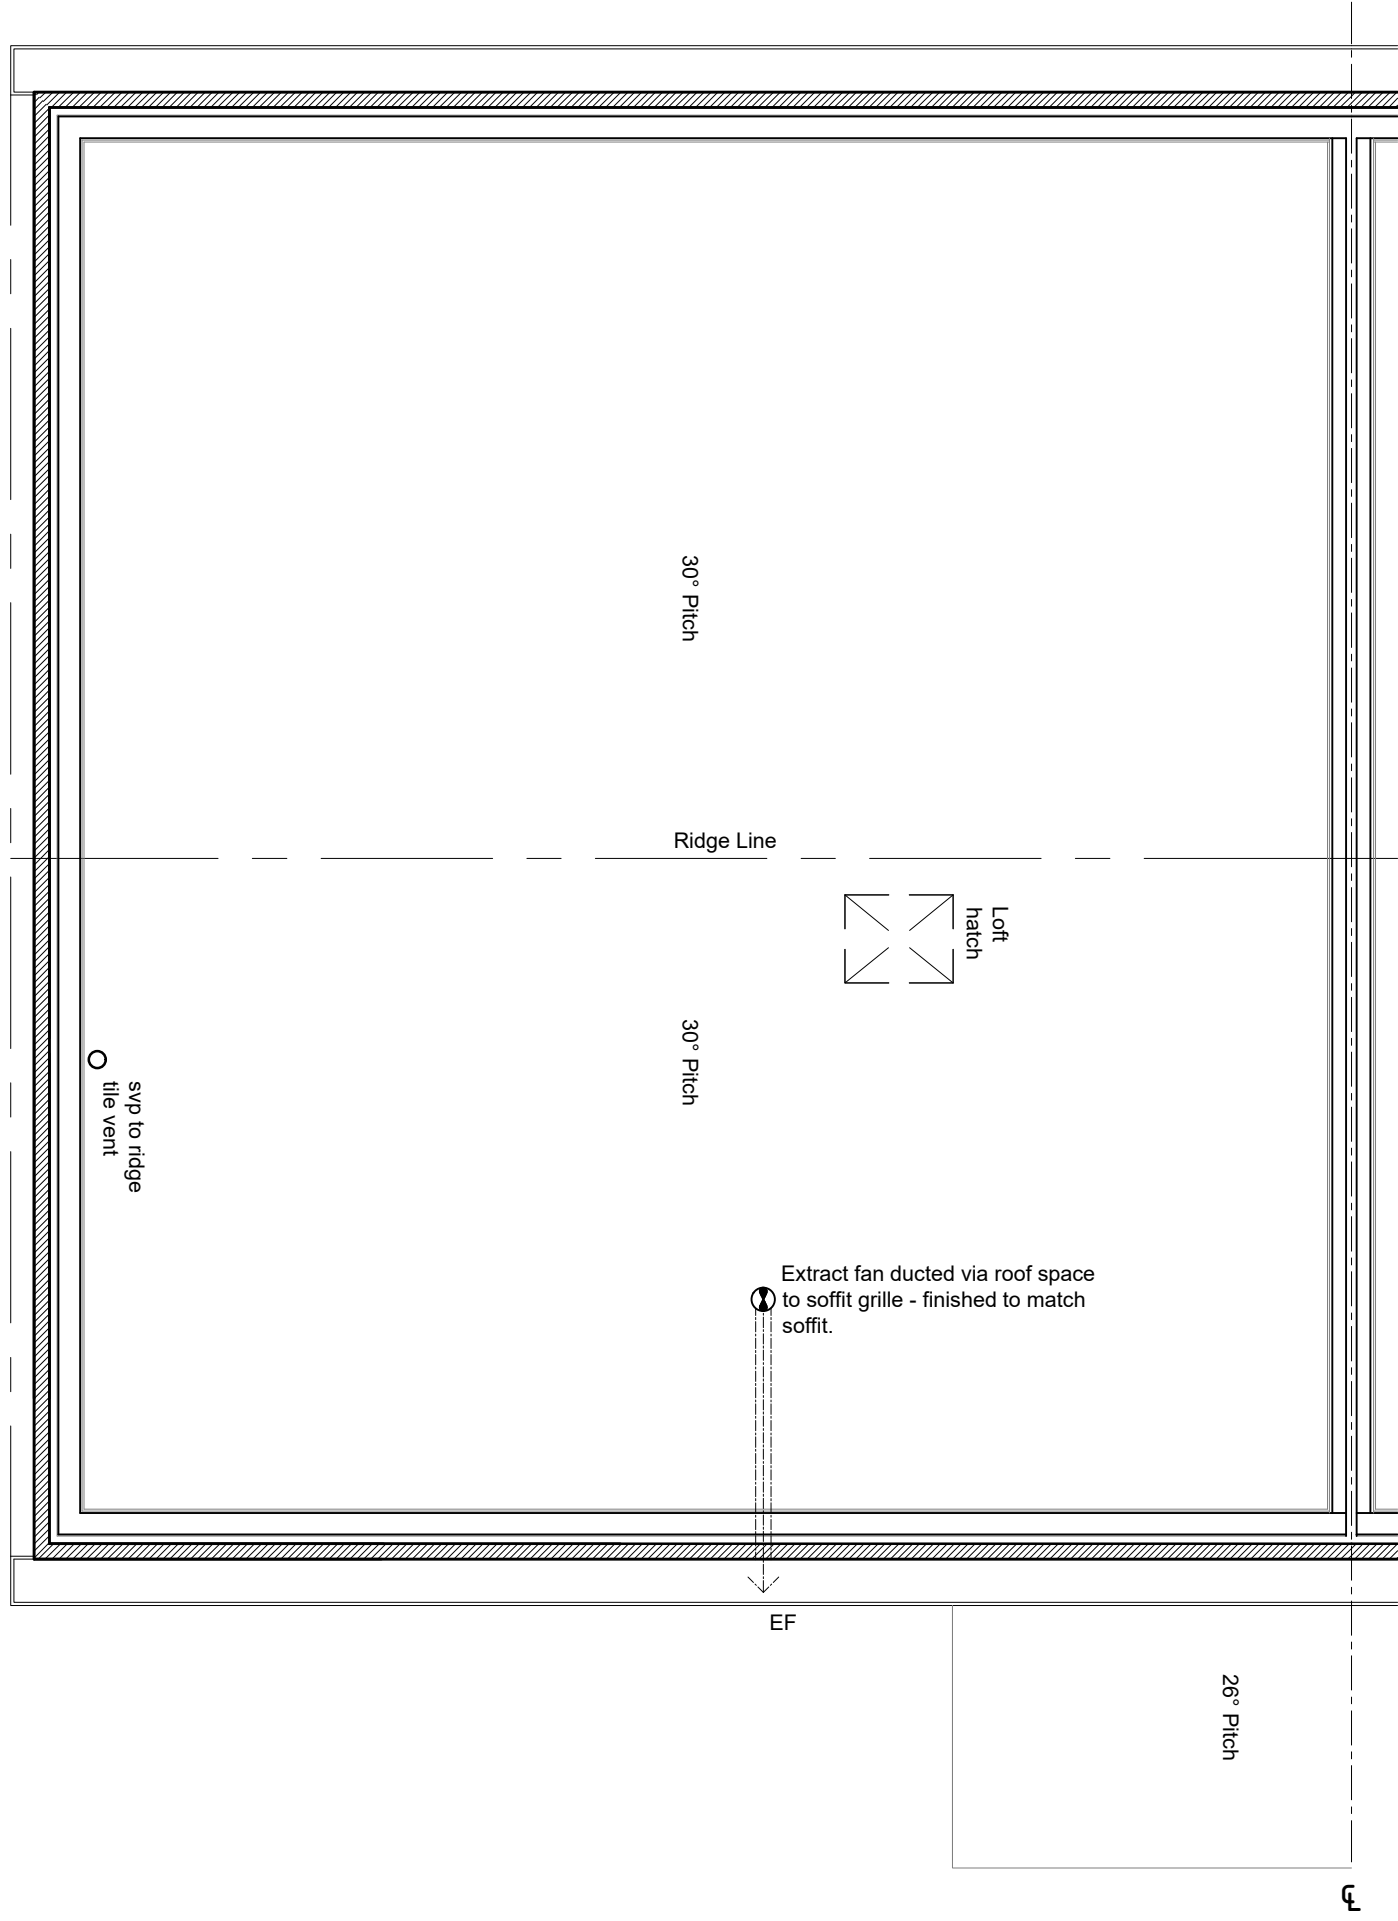 30° Pitch
Ridge Line
Loft
hatch
30° Pitch
svp to ridge
tile vent
Extract fan ducted via roof space
to soffit grille - finished to match
soffit.
EF
26° Pitch
℄